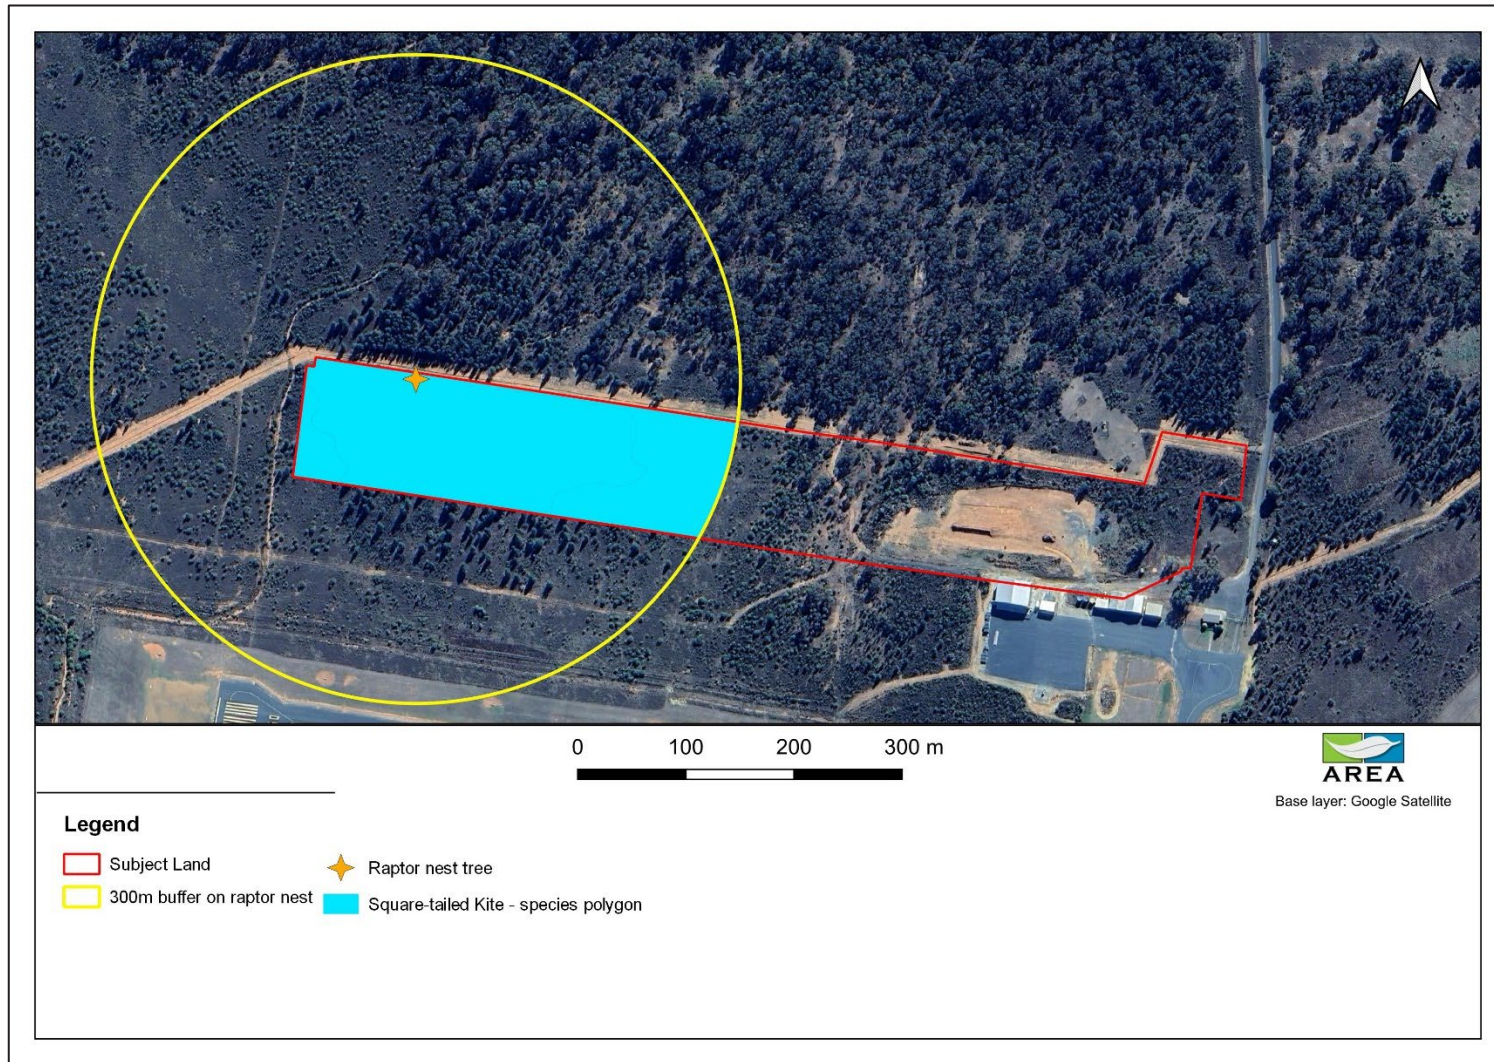 0 100 200 300 m
AREA
Base layer: Google Satellite
Legend
Subject Land
300m buffer on raptor nest
Raptor nest tree
Square-tailed Kite - species polygon